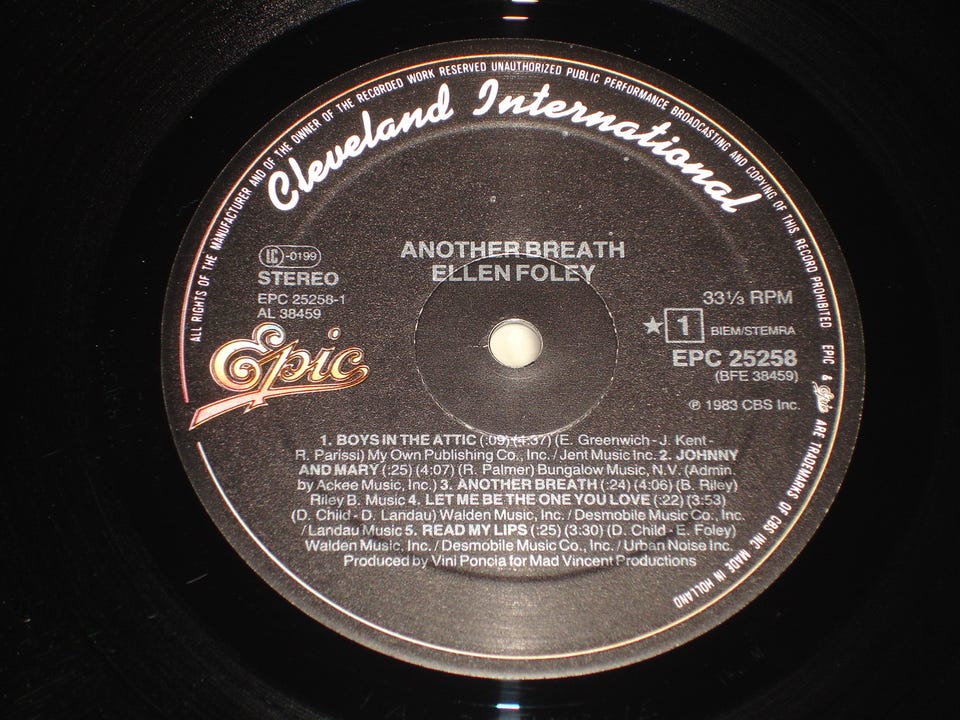 ALL RIGHTS OF THE MANUFACTURER AND OF THE OWNER OF THE RECORDED WORK RESERVED UNAUTHORIZED PUBLIC PERFORMANCE BROADCASTING AND COPYING OF THIS RECORD PROHIBITED
EPIC & Epic ARE TRADEMARKS OF CBS INC MADE IN HOLLAND
Cleveland International
ANOTHER BREATH
ELLEN FOLEY
LC-0199
STEREO
EPC 25258-1
AL 38459
Epic
33⅓ RPM
★ 1 BIEM/STEMRA
EPC 25258
(BFE 38459)
℗ 1983 CBS Inc.
1. BOYS IN THE ATTIC (:09) (4:37) (E. Greenwich - J. Kent -
R. Parissi) My Own Publishing Co., Inc. / Jent Music Inc. 2. JOHNNY
AND MARY (:25) (4:07) (R. Palmer) Bungalow Music, N.V. (Admin.
by Ackee Music, Inc.) 3. ANOTHER BREATH (:24) (4:06) (B. Riley)
Riley B. Music 4. LET ME BE THE ONE YOU LOVE (:22) (3:53)
(D. Child - D. Landau) Walden Music, Inc. / Desmobile Music Co., Inc.
/ Landau Music 5. READ MY LIPS (:25) (3:30) (D. Child - E. Foley)
Walden Music, Inc. / Desmobile Music Co., Inc. / Urban Noise Inc.
Produced by Vini Poncia for Mad Vincent Productions